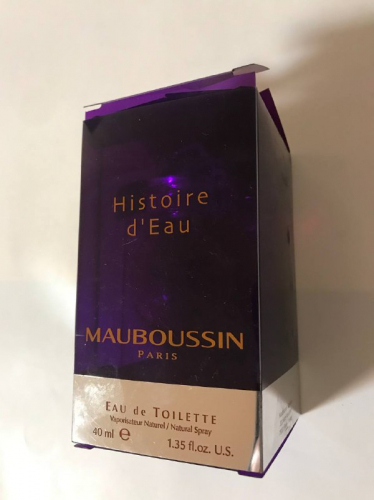 Histoire
d'Eau
MAUBOUSSIN
PARIS
EAU de TOILETTE
Vaporisateur Naturel / Natural Spray
40 ml ℮ 1.35 fl.oz. U.S.